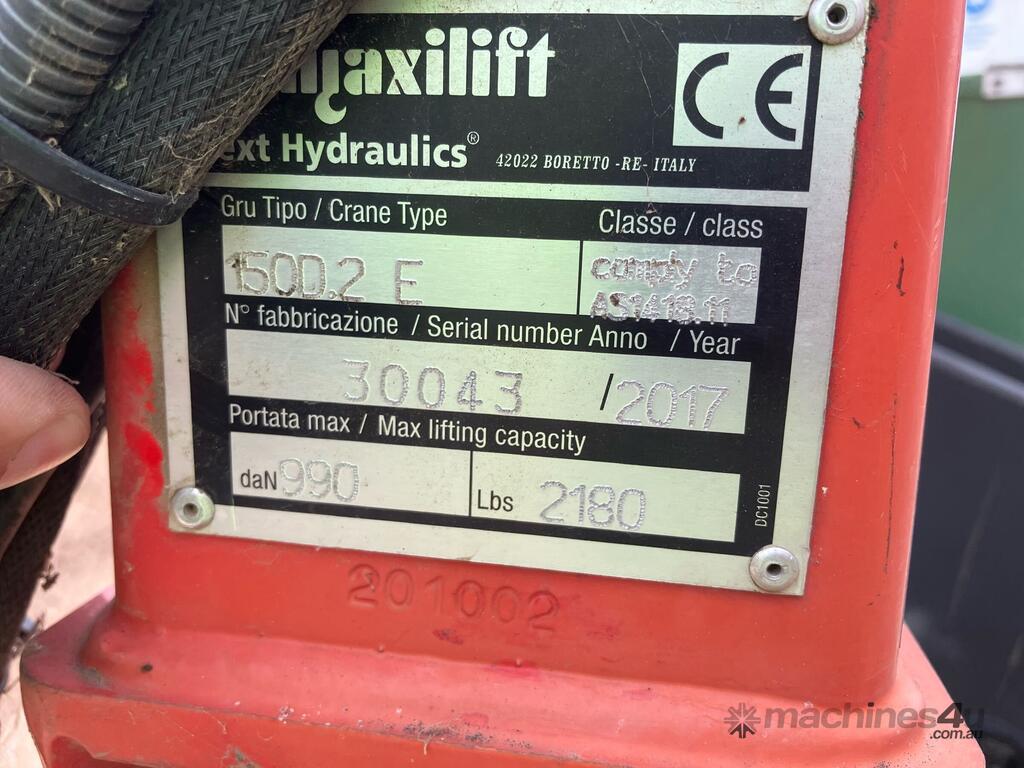 maxilift
CE
ext Hydraulics®
42022 BORETTO -RE- ITALY
Gru Tipo / Crane Type
Classe / class
150D.2 E
comply to
AS1418.11
N° fabbricazione / Serial number
Anno / Year
30043
/2017
Portata max / Max lifting capacity
daN 990
Lbs 2180
DC1001
201002
machines4u
.com.au